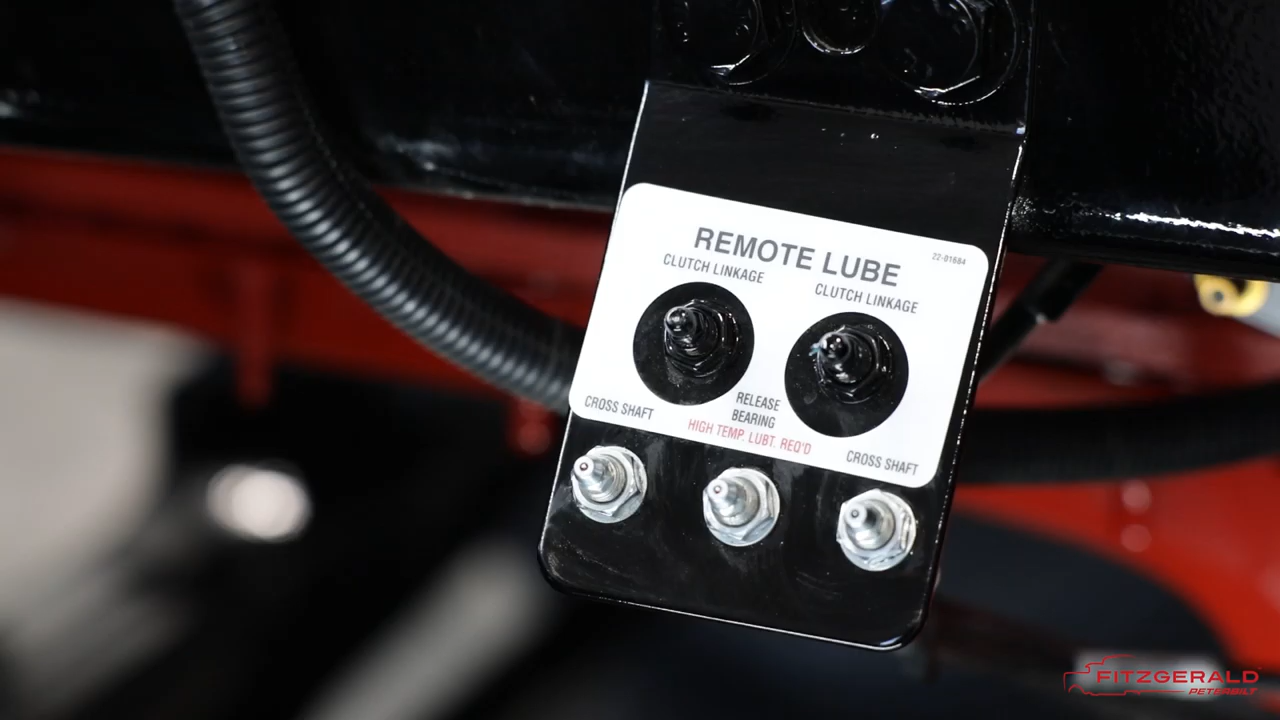 REMOTE LUBE
22-01684
CLUTCH LINKAGE
CLUTCH LINKAGE
CROSS SHAFT
RELEASE
BEARING
HIGH TEMP. LUBT. REQ'D
CROSS SHAFT
FITZGERALD
PETERBILT